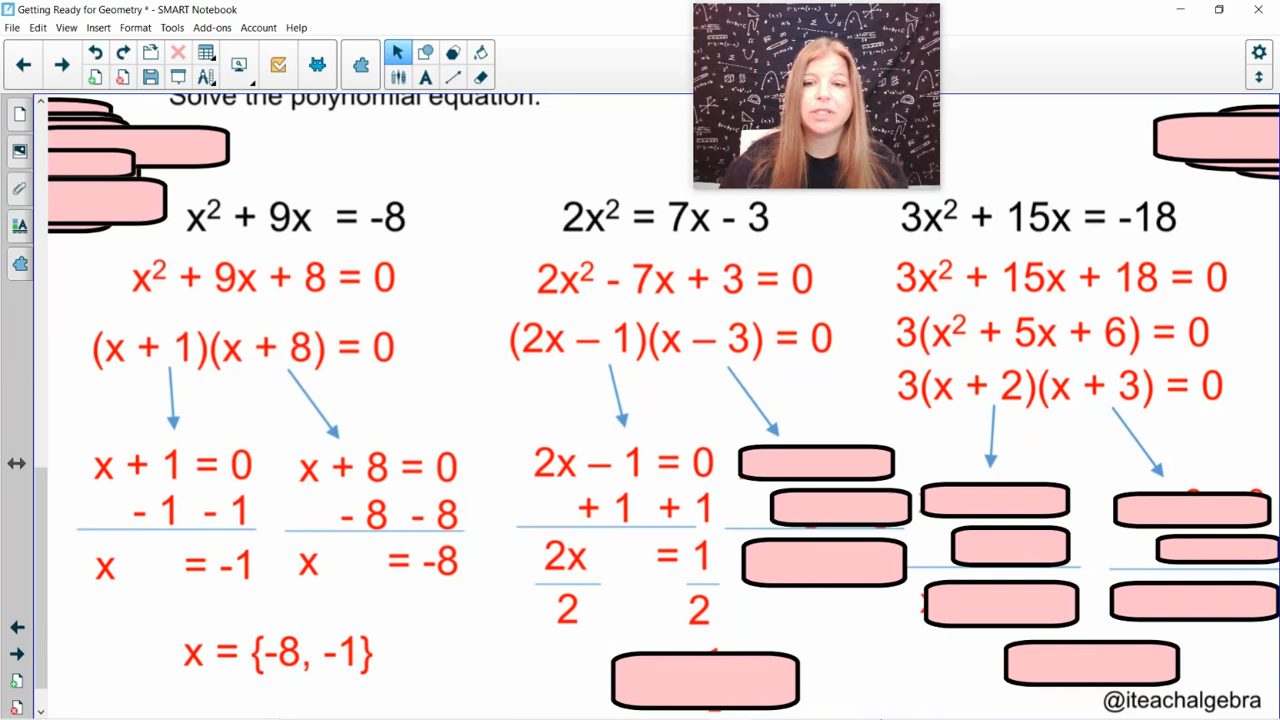 Getting Ready for Geometry * - SMART Notebook
File Edit View Insert Format Tools Add-ons Account Help
Solve the polynomial equation.
x² + 9x = -8
x² + 9x + 8 = 0
(x + 1)(x + 8) = 0
x + 1 = 0
- 1 - 1
x = -1
x + 8 = 0
- 8 - 8
x = -8
x = {-8, -1}
2x² = 7x - 3
2x² - 7x + 3 = 0
(2x – 1)(x – 3) = 0
2x – 1 = 0
+ 1 + 1
2x = 1
2 2
3x² + 15x = -18
3x² + 15x + 18 = 0
3(x² + 5x + 6) = 0
3(x + 2)(x + 3) = 0
@iteachalgebra